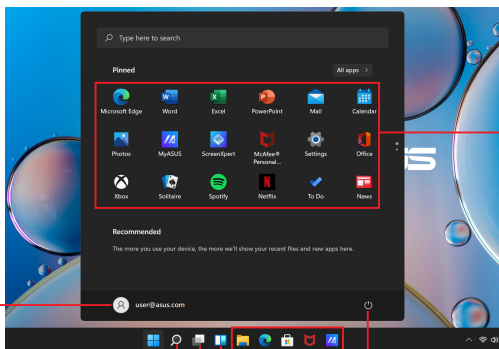 Type here to search
Pinned
All apps >
Microsoft Edge Word Excel PowerPoint Mail Calendar
Photos MyASUS ScreenXpert McAfee® Settings Office
Personal...
Xbox Solitaire Spotify Netflix To Do News
Recommended
The more you use your device, the more we'll show your recent files and new apps here.
user@asus.com